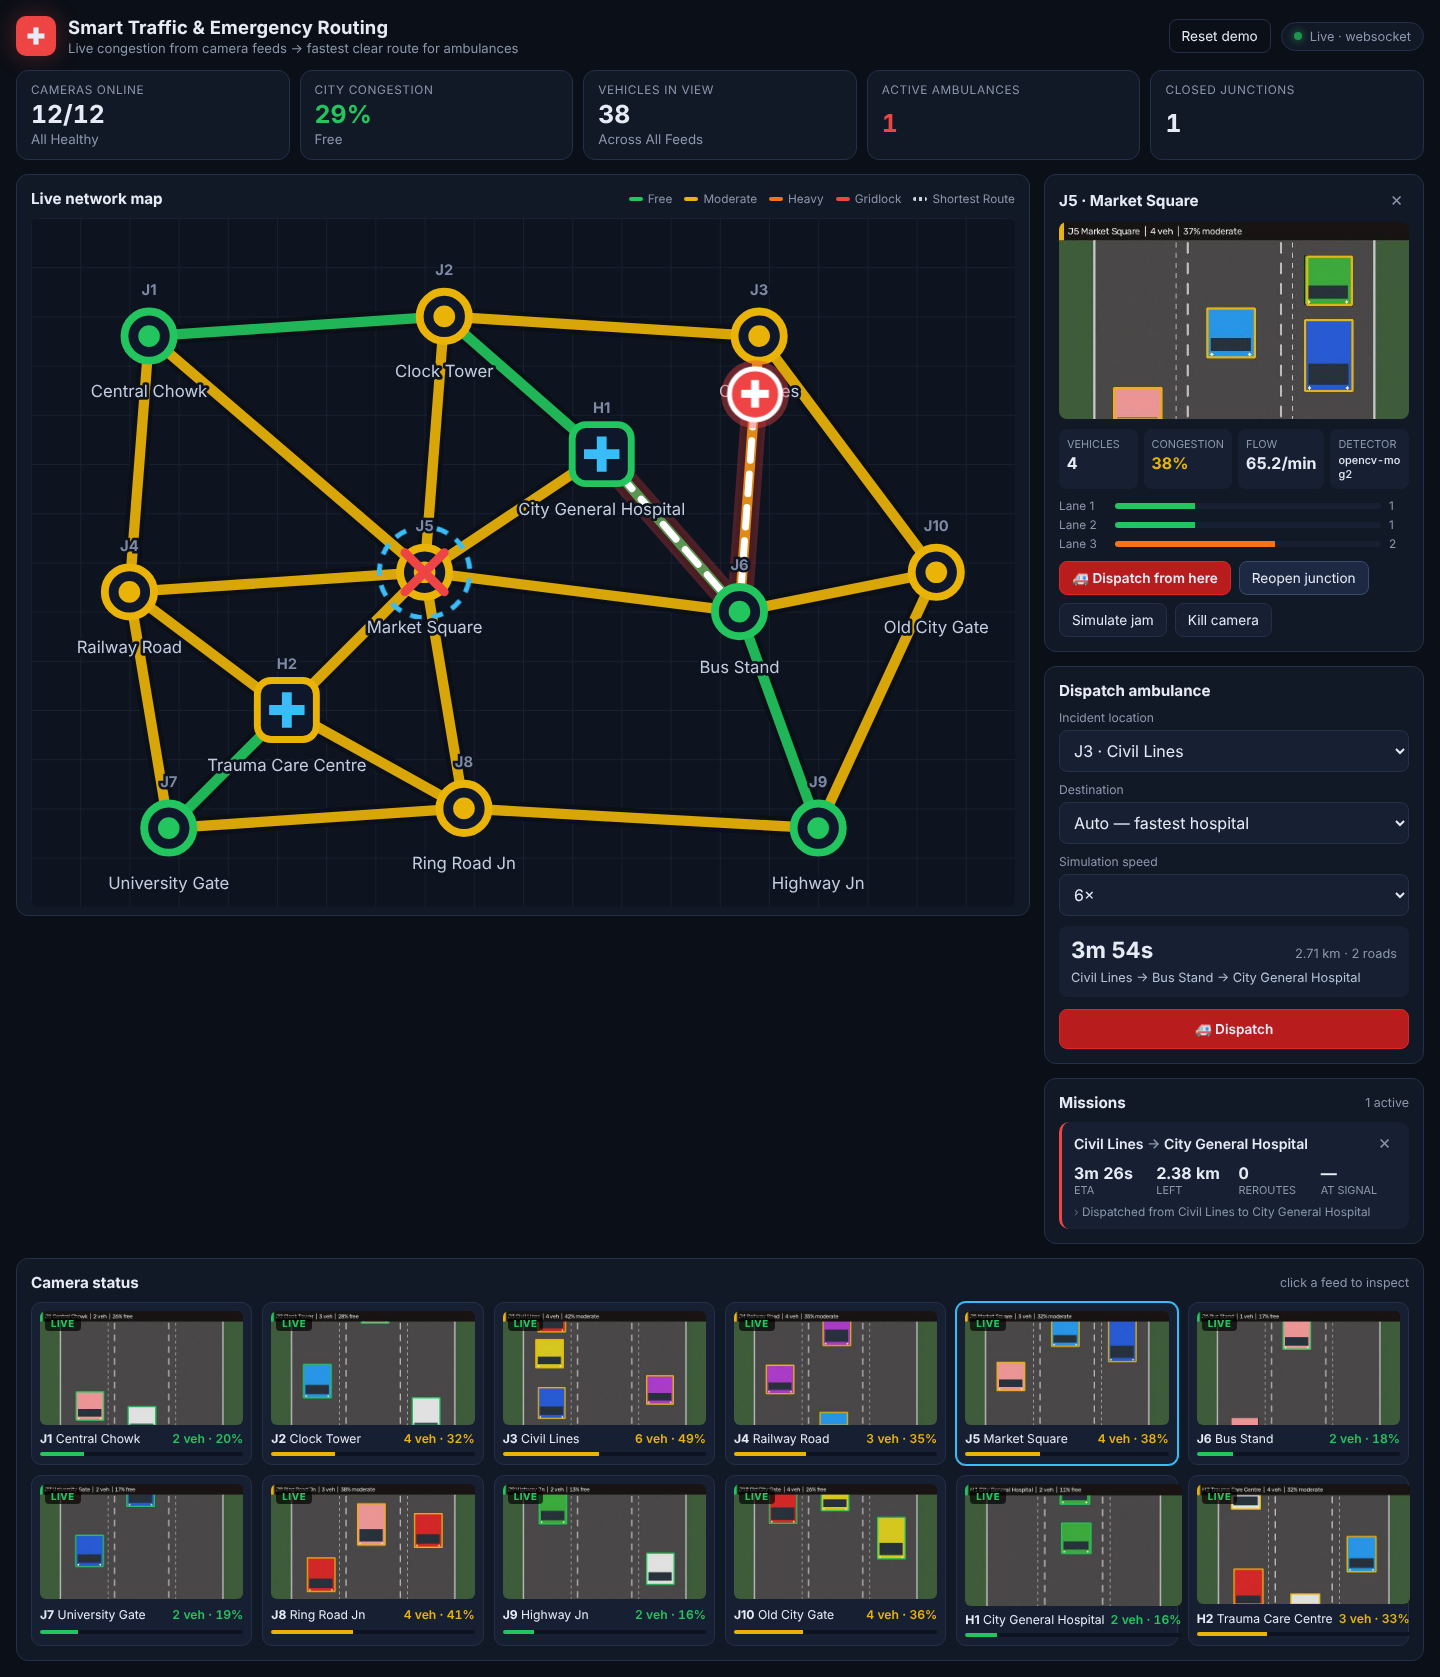 Smart Traffic & Emergency Routing
Live congestion from camera feeds → fastest clear route for ambulances
Reset demo
Live · websocket
CAMERAS ONLINE
12/12
All Healthy
CITY CONGESTION
29%
Free
VEHICLES IN VIEW
38
Across All Feeds
ACTIVE AMBULANCES
1
CLOSED JUNCTIONS
1
Live network map
Free
Moderate
Heavy
Gridlock
Shortest Route
J1
Central Chowk
J2
Clock Tower
J3
H1
City General Hospital
J4
Railway Road
J5
Market Square
J6
Bus Stand
J10
Old City Gate
H2
Trauma Care Centre
J7
University Gate
J8
Ring Road Jn
J9
Highway Jn
J5 · Market Square
J5 Market Square | 4 veh | 37% moderate
VEHICLES
4
CONGESTION
38%
FLOW
65.2/min
DETECTOR
opencv-mo
g2
Lane 1
1
Lane 2
1
Lane 3
2
Dispatch from here
Reopen junction
Simulate jam
Kill camera
Dispatch ambulance
Incident location
J3 · Civil Lines
Destination
Auto — fastest hospital
Simulation speed
6×
3m 54s
2.71 km · 2 roads
Civil Lines → Bus Stand → City General Hospital
Dispatch
Missions
1 active
Civil Lines → City General Hospital
3m 26s
ETA
2.38 km
LEFT
0
REROUTES
—
AT SIGNAL
› Dispatched from Civil Lines to City General Hospital
Camera status
click a feed to inspect
LIVE
J1 Central Chowk 2 veh · 20%
LIVE
J2 Clock Tower 4 veh · 32%
LIVE
J3 Civil Lines 6 veh · 49%
LIVE
J4 Railway Road 3 veh · 35%
LIVE
J5 Market Square 4 veh · 38%
LIVE
J6 Bus Stand 2 veh · 18%
LIVE
J7 University Gate 2 veh · 19%
LIVE
J8 Ring Road Jn 4 veh · 41%
LIVE
J9 Highway Jn 2 veh · 16%
LIVE
J10 Old City Gate 4 veh · 36%
LIVE
H1 City General Hospital 2 veh · 16%
LIVE
H2 Trauma Care Centre 3 veh · 33%